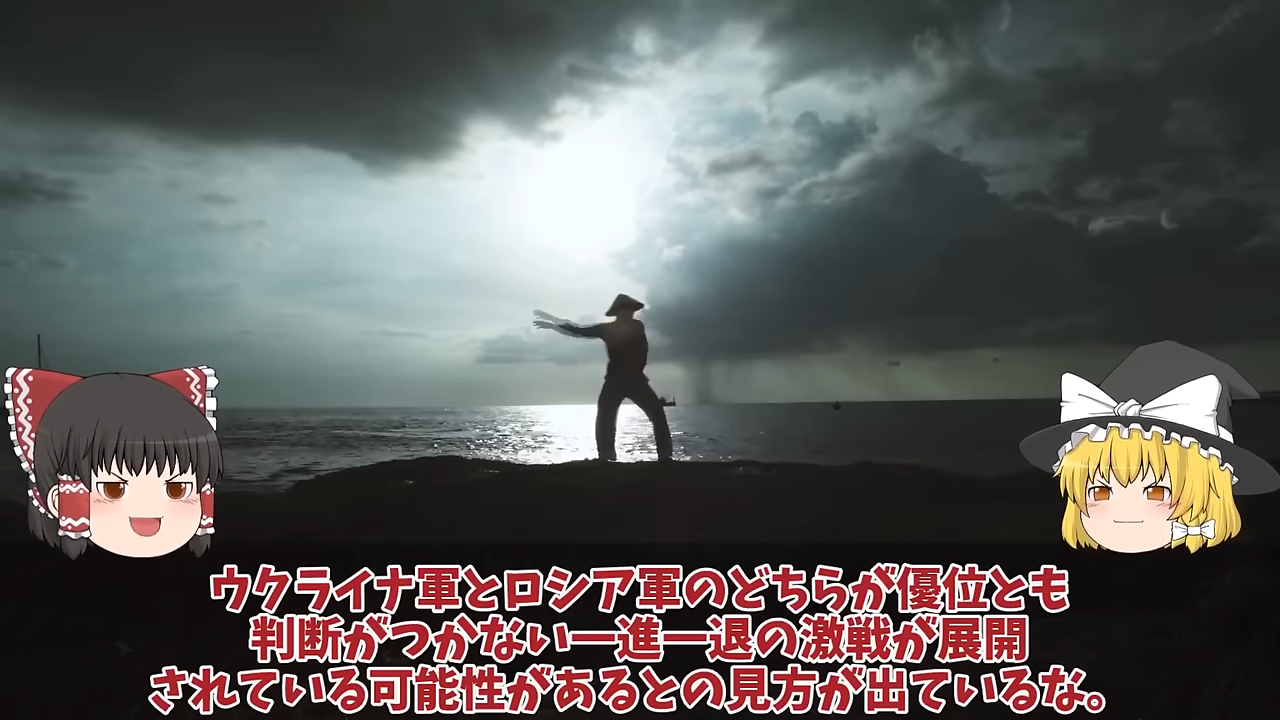 ウクライナ軍とロシア軍のどちらが優位とも
判断がつかない一進一退の激戦が展開
されている可能性があるとの見方が出ているな。